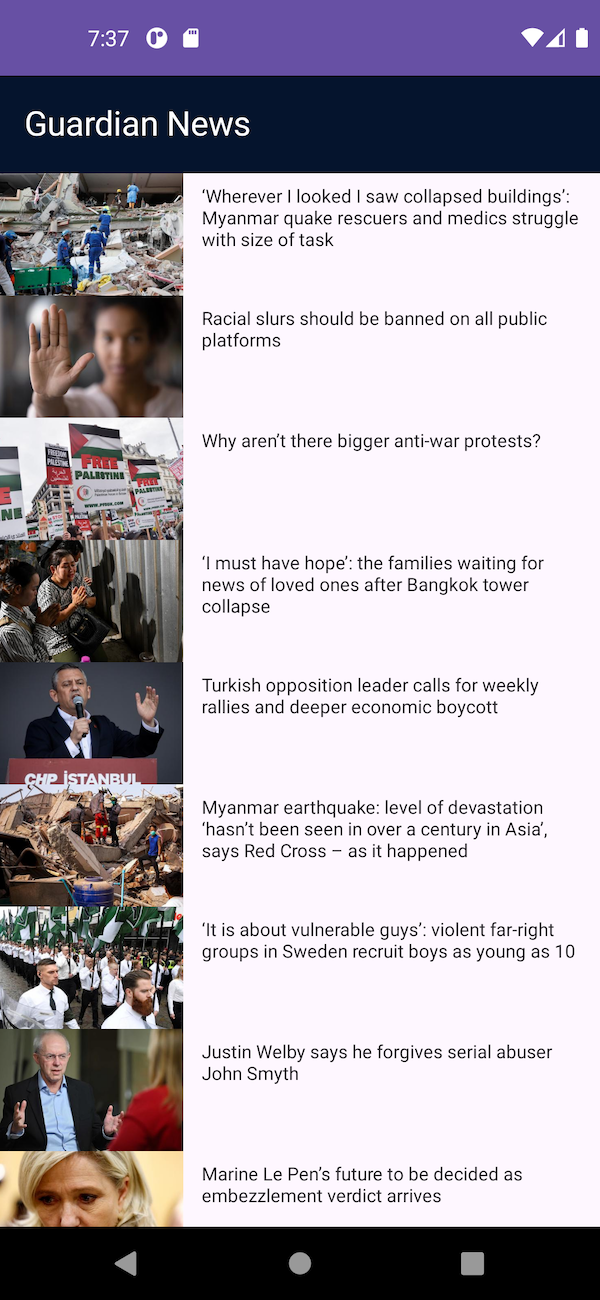 7:37
Guardian News
‘Wherever I looked I saw collapsed buildings’:
Myanmar quake rescuers and medics struggle
with size of task
Racial slurs should be banned on all public
platforms
FREE
PALESTINE
FREE
PALESTINE
Why aren’t there bigger anti-war protests?
‘I must have hope’: the families waiting for
news of loved ones after Bangkok tower
collapse
Turkish opposition leader calls for weekly
rallies and deeper economic boycott
CHP İSTANBUL
Myanmar earthquake: level of devastation
‘hasn’t been seen in over a century in Asia’,
says Red Cross – as it happened
‘It is about vulnerable guys’: violent far-right
groups in Sweden recruit boys as young as 10
Justin Welby says he forgives serial abuser
John Smyth
Marine Le Pen’s future to be decided as
embezzlement verdict arrives